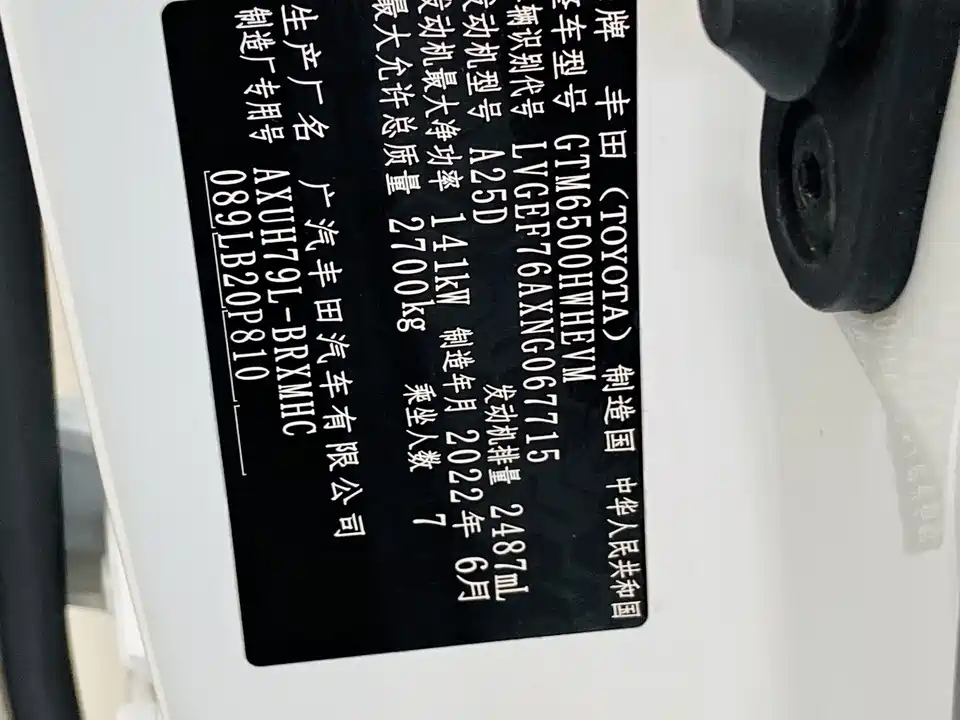 牌 丰田(TOYOTA) 制造国 中华人民共和国
车型号 GTM6500HWHEVM
辆识别代号 LVGEF76AXNG067715
发动机型号 A25D 发动机排量 2487mL
发动机最大净功率 141kW 制造年月 2022年 6月
最大允许总质量 2700kg 乘坐人数 7
生产厂名 广汽丰田汽车有限公司
制造厂专用号 AXUH79L-BRXMHC
089LB20P810